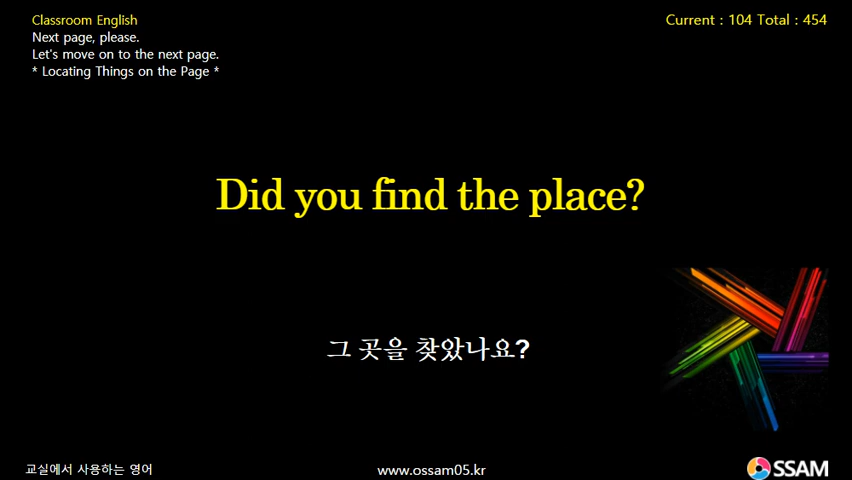 Classroom English
Next page, please.
Let's move on to the next page.
* Locating Things on the Page *
Current : 104 Total : 454
Did you find the place?
그 곳을 찾았나요?
교실에서 사용하는 영어
www.ossam05.kr
SSAM